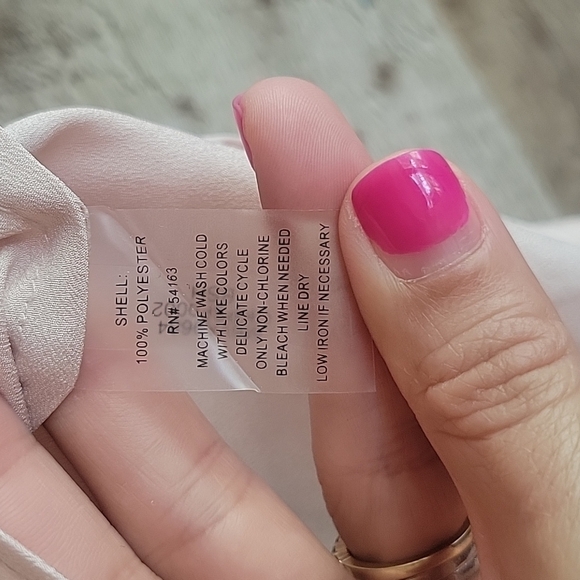 SHELL:
100% POLYESTER
RN# 54163
MACHINE WASH COLD
WITH LIKE COLORS
DELICATE CYCLE
ONLY NON-CHLORINE
BLEACH WHEN NEEDED
LINE DRY
LOW IRON IF NECESSARY